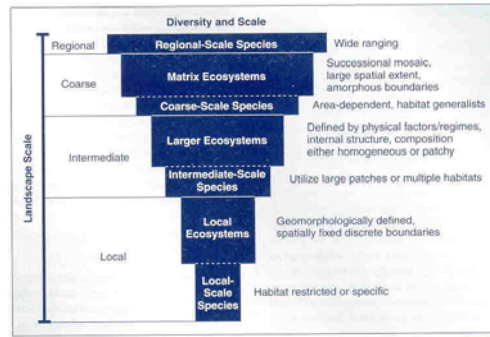 Diversity and Scale
Regional
Regional-Scale Species
Wide ranging
Coarse
Matrix Ecosystems
Successional mosaic,
large spatial extent,
amorphous boundaries
Coarse-Scale Species
Area-dependent, habitat generalists
Intermediate
Larger Ecosystems
Defined by physical factors/regimes,
internal structure, composition
either homogeneous or patchy
Intermediate-Scale
Species
Utilize large patches or multiple habitats
Landscape Scale
Local
Local
Ecosystems
Geomorphologically defined,
spatially fixed discrete boundaries
Local-
Scale
Species
Habitat restricted or specific